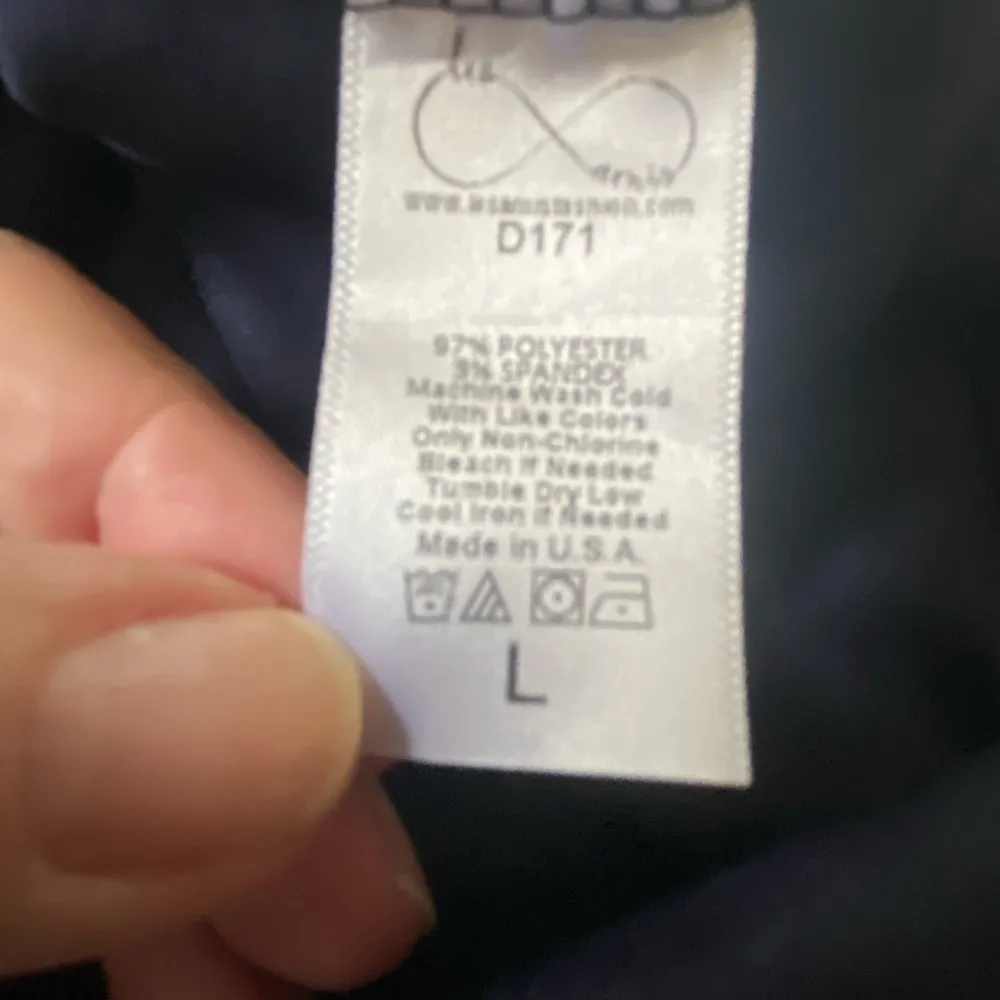 D171
97% POLYESTER
3% SPANDEX
Machine Wash Cold
With Like Colors
Only Non-Chlorine
Bleach If Needed
Tumble Dry Low
Cool Iron if Needed
Made in U.S.A.
L